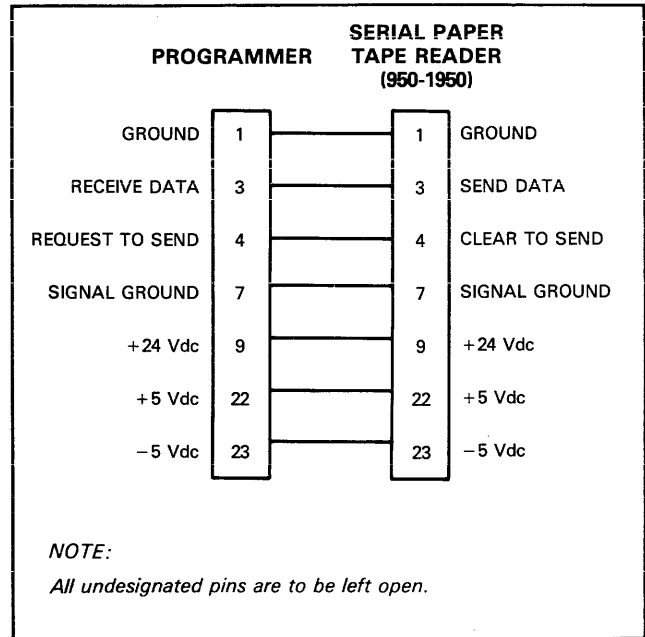 SERIAL PAPER
PROGRAMMER TAPE READER
(950-1950)
GROUND 1 1 GROUND
RECEIVE DATA 3 3 SEND DATA
REQUEST TO SEND 4 4 CLEAR TO SEND
SIGNAL GROUND 7 7 SIGNAL GROUND
+24 Vdc 9 9 +24 Vdc
+5 Vdc 22 22 +5 Vdc
−5 Vdc 23 23 −5 Vdc
NOTE:
All undesignated pins are to be left open.